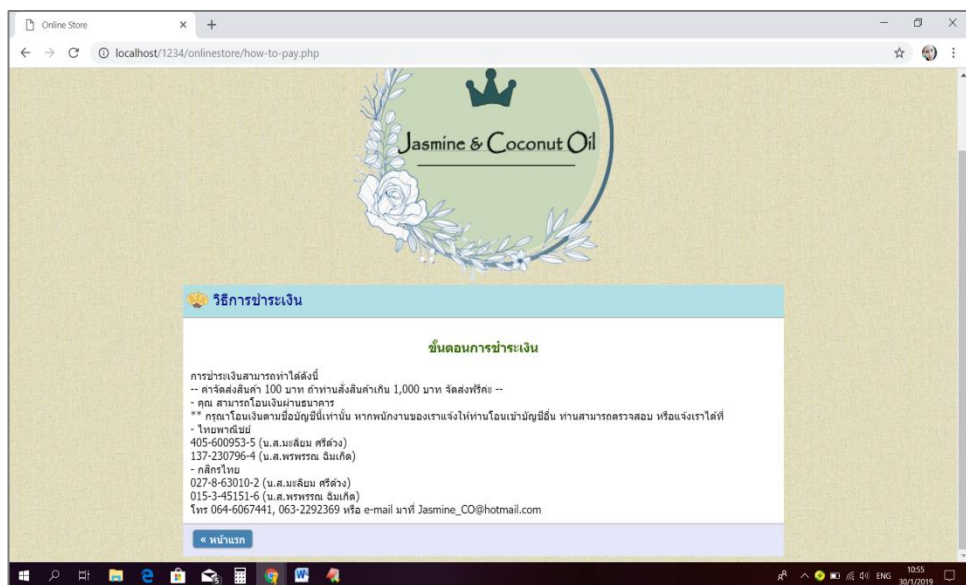 Online Store
localhost/1234/onlinestore/how-to-pay.php
Jasmine & Coconut Oil
วิธีการชำระเงิน
ขั้นตอนการชำระเงิน
การชำระเงินสามารถทำได้ดังนี้
-- ค่าจัดส่งสินค้า 100 บาท ถ้าท่านสั่งสินค้าเกิน 1,000 บาท จัดส่งฟรีค่ะ --
- คุณ สามารถโอนเงินผ่านธนาคาร
** กรุณาโอนเงินตามชื่อบัญชีนี้เท่านั้น หากพนักงานของเราแจ้งให้ท่านโอนเข้าบัญชีอื่น ท่านสามารถตรวจสอบ หรือแจ้งเราได้ที่
- ไทยพาณิชย์
405-600953-5 (น.ส.มะลิยม ศรีด้วง)
137-230796-4 (น.ส.พรพรรณ ฉิมเกิด)
- กสิกรไทย
027-8-63010-2 (น.ส.มะลิยม ศรีด้วง)
015-3-45151-6 (น.ส.พรพรรณ ฉิมเกิด)
โทร 064-6067441, 063-2292369 หรือ e-mail มาที่ Jasmine_CO@hotmail.com
« หน้าแรก
ENG
10:55
30/1/2019